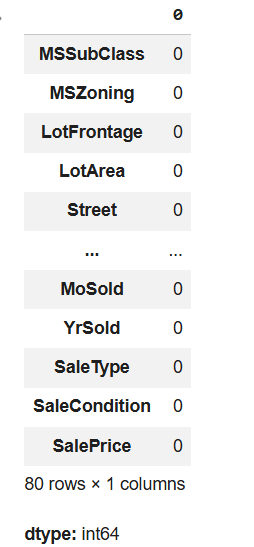 0
MSSubClass 0
MSZoning 0
LotFrontage 0
LotArea 0
Street 0
... ...
MoSold 0
YrSold 0
SaleType 0
SaleCondition 0
SalePrice 0
80 rows × 1 columns
dtype: int64